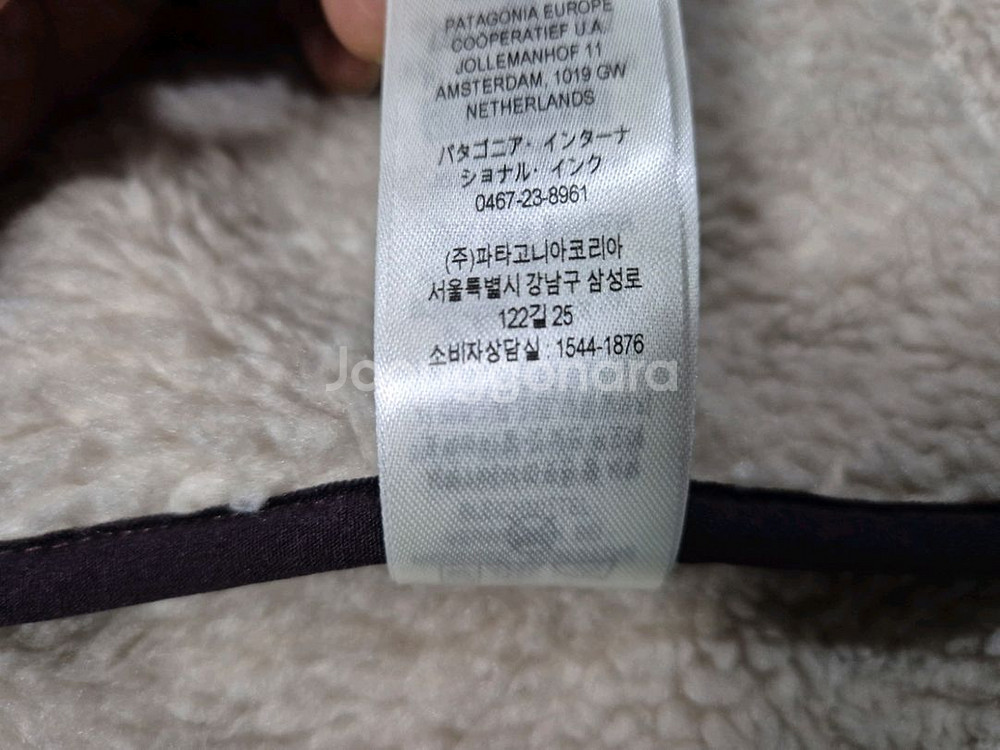 PATAGONIA EUROPE
COÖPERATIEF U.A.
JOLLEMANHOF 11
AMSTERDAM, 1019 GW
NETHERLANDS
パタゴニア・インターナ
ショナル・インク
0467-23-8961
(주)파타고니아코리아
서울특별시 강남구 삼성로
122길 25
소비자상담실 : 1544-1876
Joonggonara